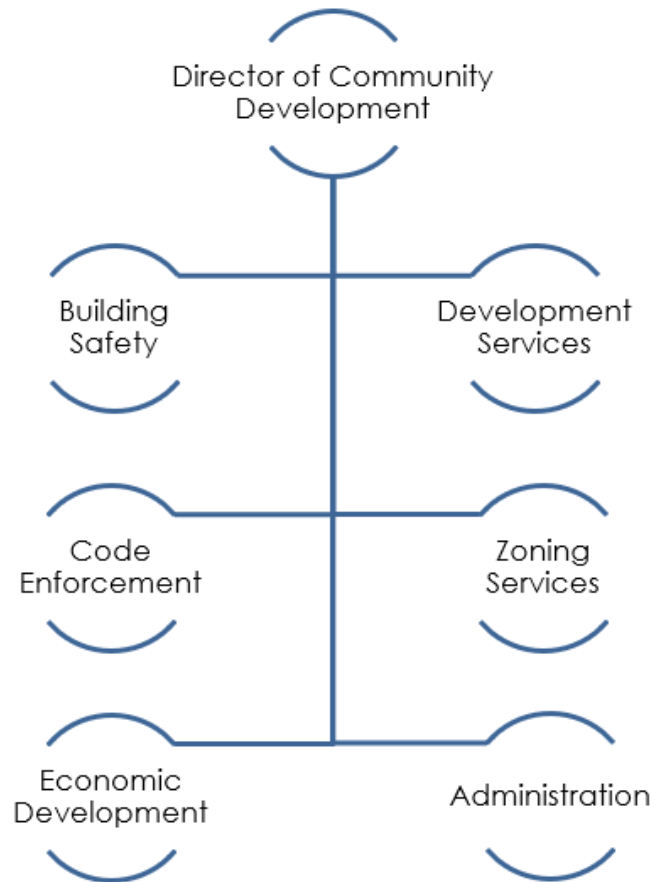 Director of Community
Development
Building
Safety
Development
Services
Code
Enforcement
Zoning
Services
Economic
Development
Administration